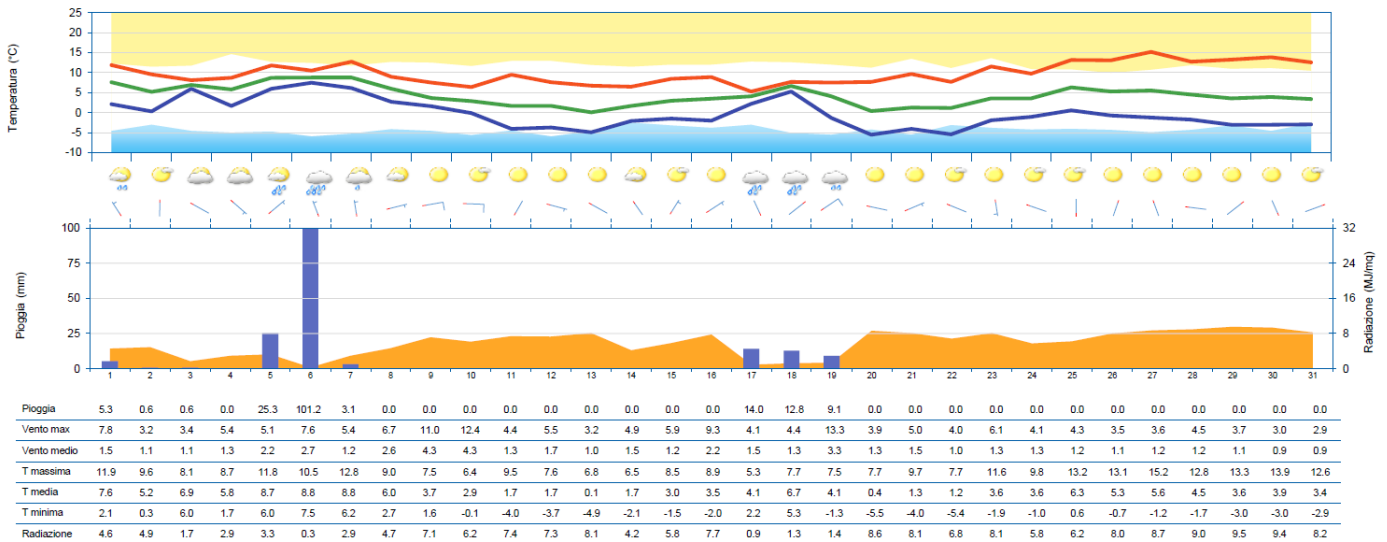 25
20
15
10
5
0
-5
-10
Temperatura (°C)
100
75
50
25
0
Pioggia (mm)
32
24
16
8
0
Radiazione (MJ/mq)
1 2 3 4 5 6 7 8 9 10 11 12 13 14 15 16 17 18 19 20 21 22 23 24 25 26 27 28 29 30 31
Pioggia 5.3 0.6 0.6 0.0 25.3 101.2 3.1 0.0 0.0 0.0 0.0 0.0 0.0 0.0 0.0 0.0 14.0 12.8 9.1 0.0 0.0 0.0 0.0 0.0 0.0 0.0 0.0 0.0 0.0 0.0 0.0
Vento max 7.8 3.2 3.4 5.4 5.1 7.6 5.4 6.7 11.0 12.4 4.4 5.5 3.2 4.9 5.9 9.3 4.1 4.4 13.3 3.9 5.0 4.0 6.1 4.1 4.3 3.5 3.6 4.5 3.7 3.0 2.9
Vento medio 1.5 1.1 1.1 1.3 2.2 2.7 1.2 2.6 4.3 4.3 1.3 1.7 1.0 1.5 1.2 2.2 1.5 1.3 3.3 1.3 1.5 1.0 1.3 1.3 1.2 1.1 1.2 1.2 1.1 0.9 0.9
T massima 11.9 9.6 8.1 8.7 11.8 10.5 12.8 9.0 7.5 6.4 9.5 7.6 6.8 6.5 8.5 8.9 5.3 7.7 7.5 7.7 9.7 7.7 11.6 9.8 13.2 13.1 15.2 12.8 13.3 13.9 12.6
T media 7.6 5.2 6.9 5.8 8.7 8.8 8.8 6.0 3.7 2.9 1.7 1.7 0.1 1.7 3.0 3.5 4.1 6.7 4.1 0.4 1.3 1.2 3.6 3.6 6.3 5.3 5.6 4.5 3.6 3.9 3.4
T minima 2.1 0.3 6.0 1.7 6.0 7.5 6.2 2.7 1.6 -0.1 -4.0 -3.7 -4.9 -2.1 -1.5 -2.0 2.2 5.3 -1.3 -5.5 -4.0 -5.4 -1.9 -1.0 0.6 -0.7 -1.2 -1.7 -3.0 -3.0 -2.9
Radiazione 4.6 4.9 1.7 2.9 3.3 0.3 2.9 4.7 7.1 6.2 7.4 7.3 8.1 4.2 5.8 7.7 0.9 1.3 1.4 8.6 8.1 6.8 8.1 5.8 6.2 8.0 8.7 9.0 9.5 9.4 8.2